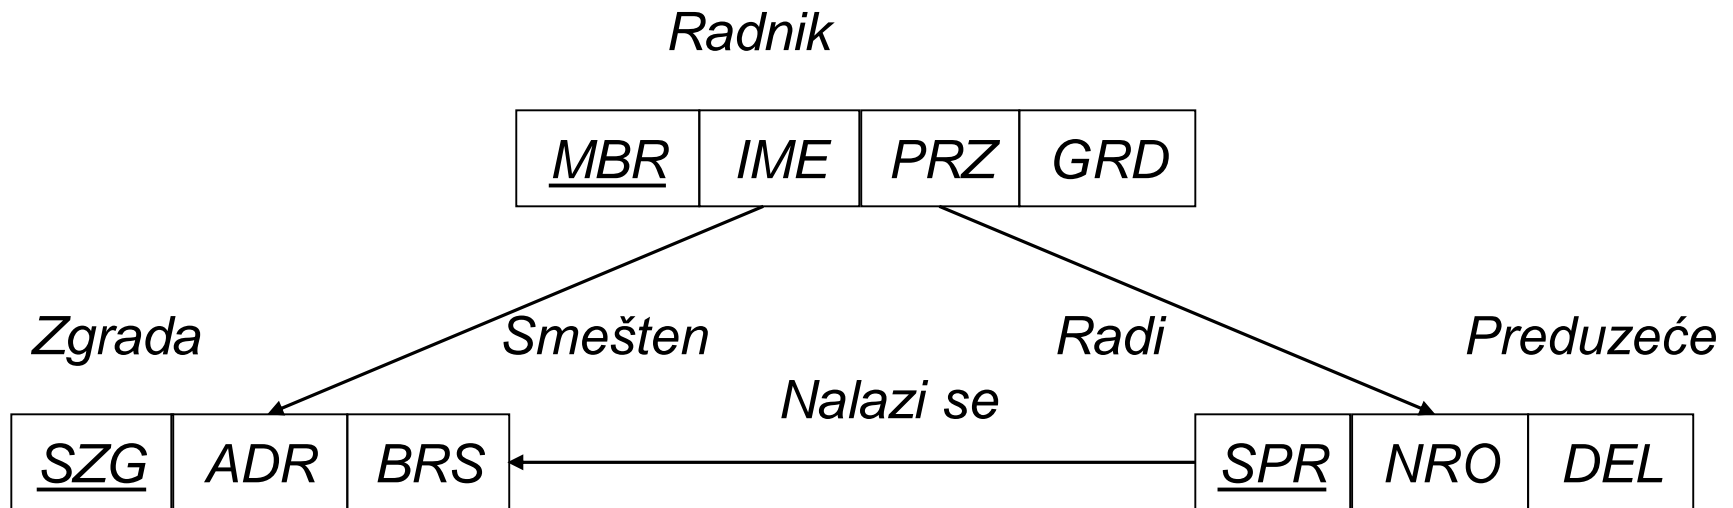 Radnik
MBR IME PRZ GRD
Zgrada Smešten Radi Preduzeće
Nalazi se
SZG ADR BRS SPR NRO DEL